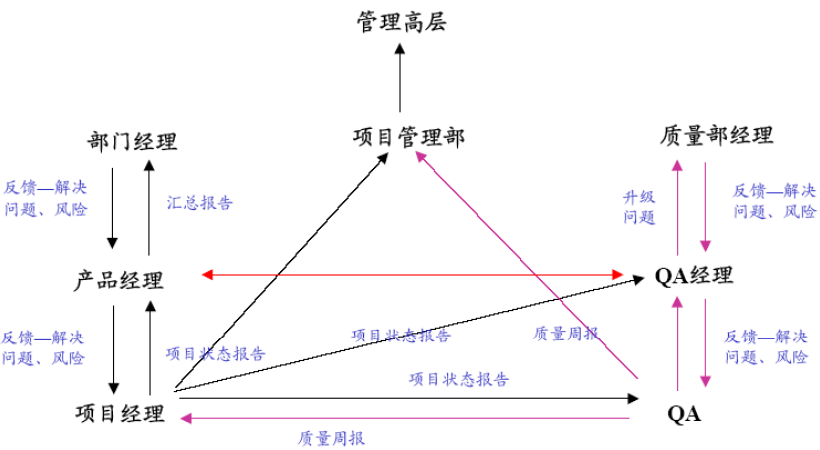 管理高层
部门经理
项目管理部
质量部经理
反馈—解决
问题、风险
汇总报告
升级
问题
反馈—解决
问题、风险
产品经理
QA经理
反馈—解决
问题、风险
项目状态报告
项目状态报告
质量周报
反馈—解决
问题、风险
项目状态报告
项目经理
QA
质量周报